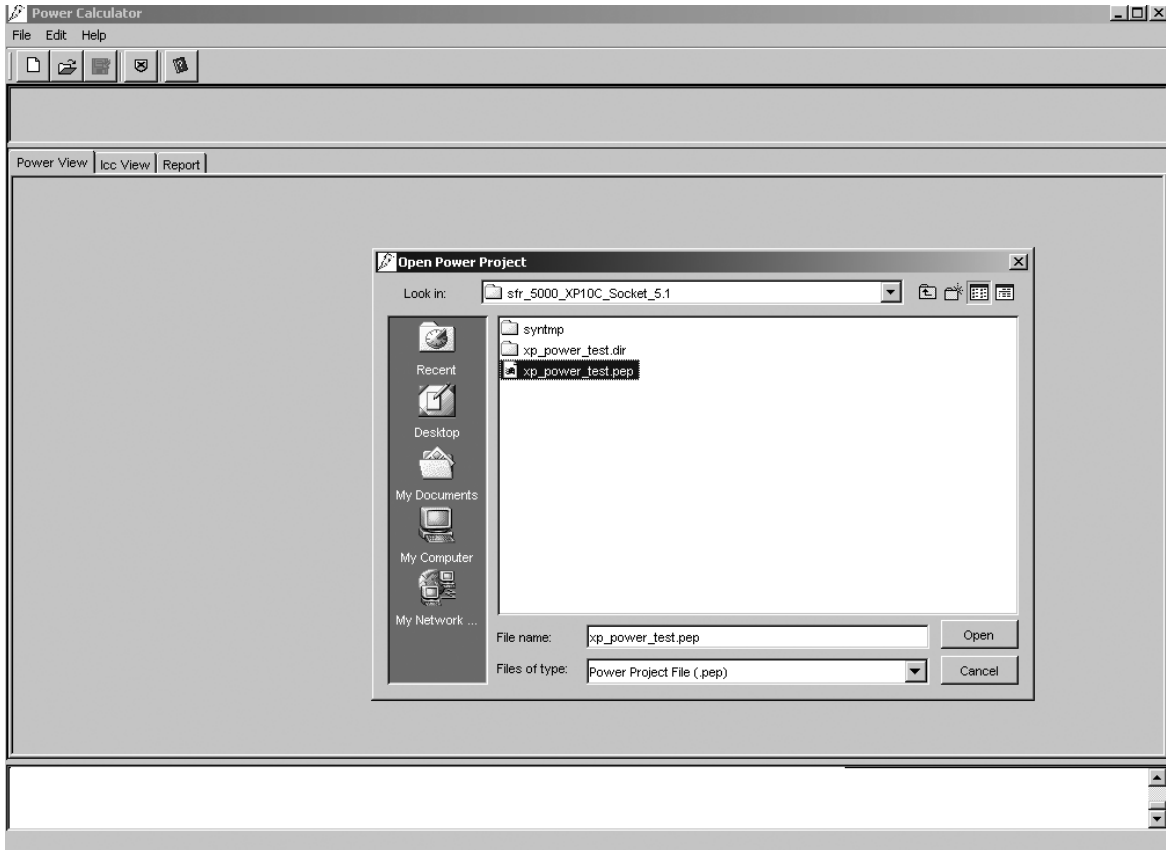 Power Calculator
File Edit Help
Power View Icc View Report
Open Power Project
Look in: sfr_5000_XP10C_Socket_5.1
syntmp
xp_power_test.dir
xp_power_test.pep
Recent
Desktop
My Documents
My Computer
My Network ...
File name: xp_power_test.pep Open
Files of type: Power Project File (.pep) Cancel